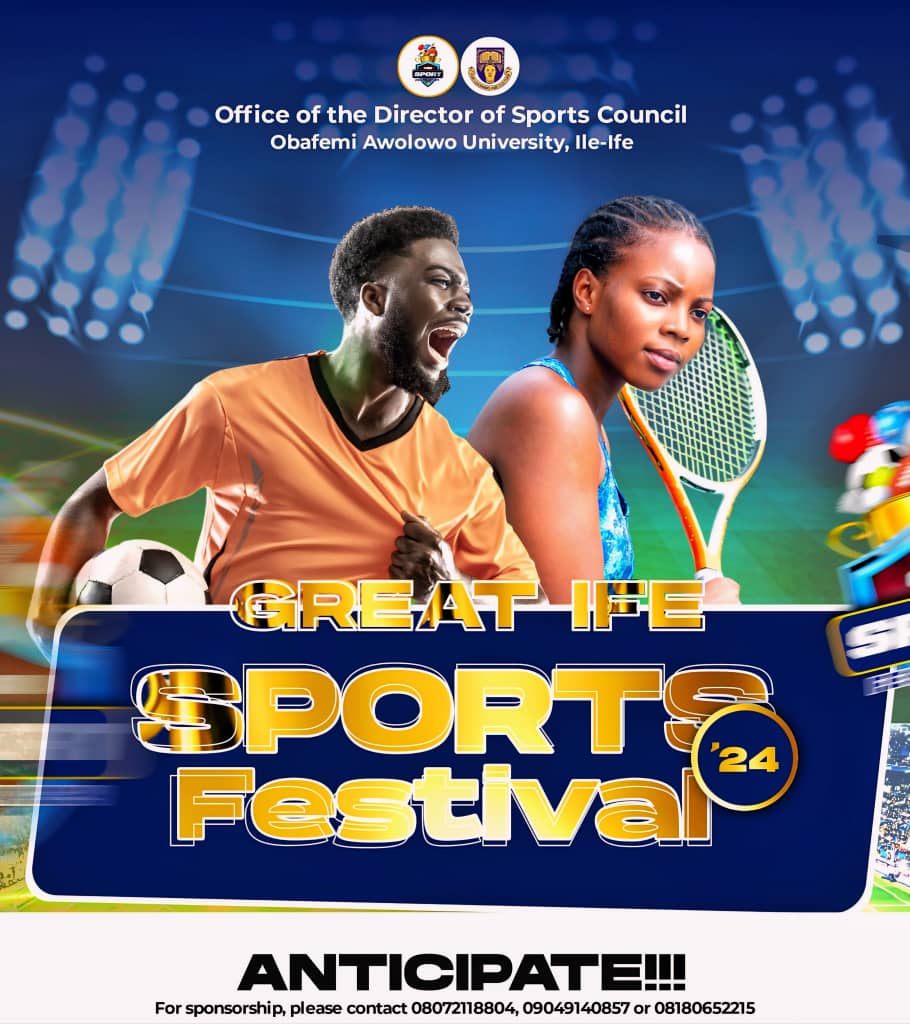 SPORT
Office of the Director of Sports Council
Obafemi Awolowo University, Ile-Ife
GREAT IFE
SPORTS
'24
Festival
ANTICIPATE!!!
For sponsorship, please contact 08072118804, 09049140857 or 08180652215